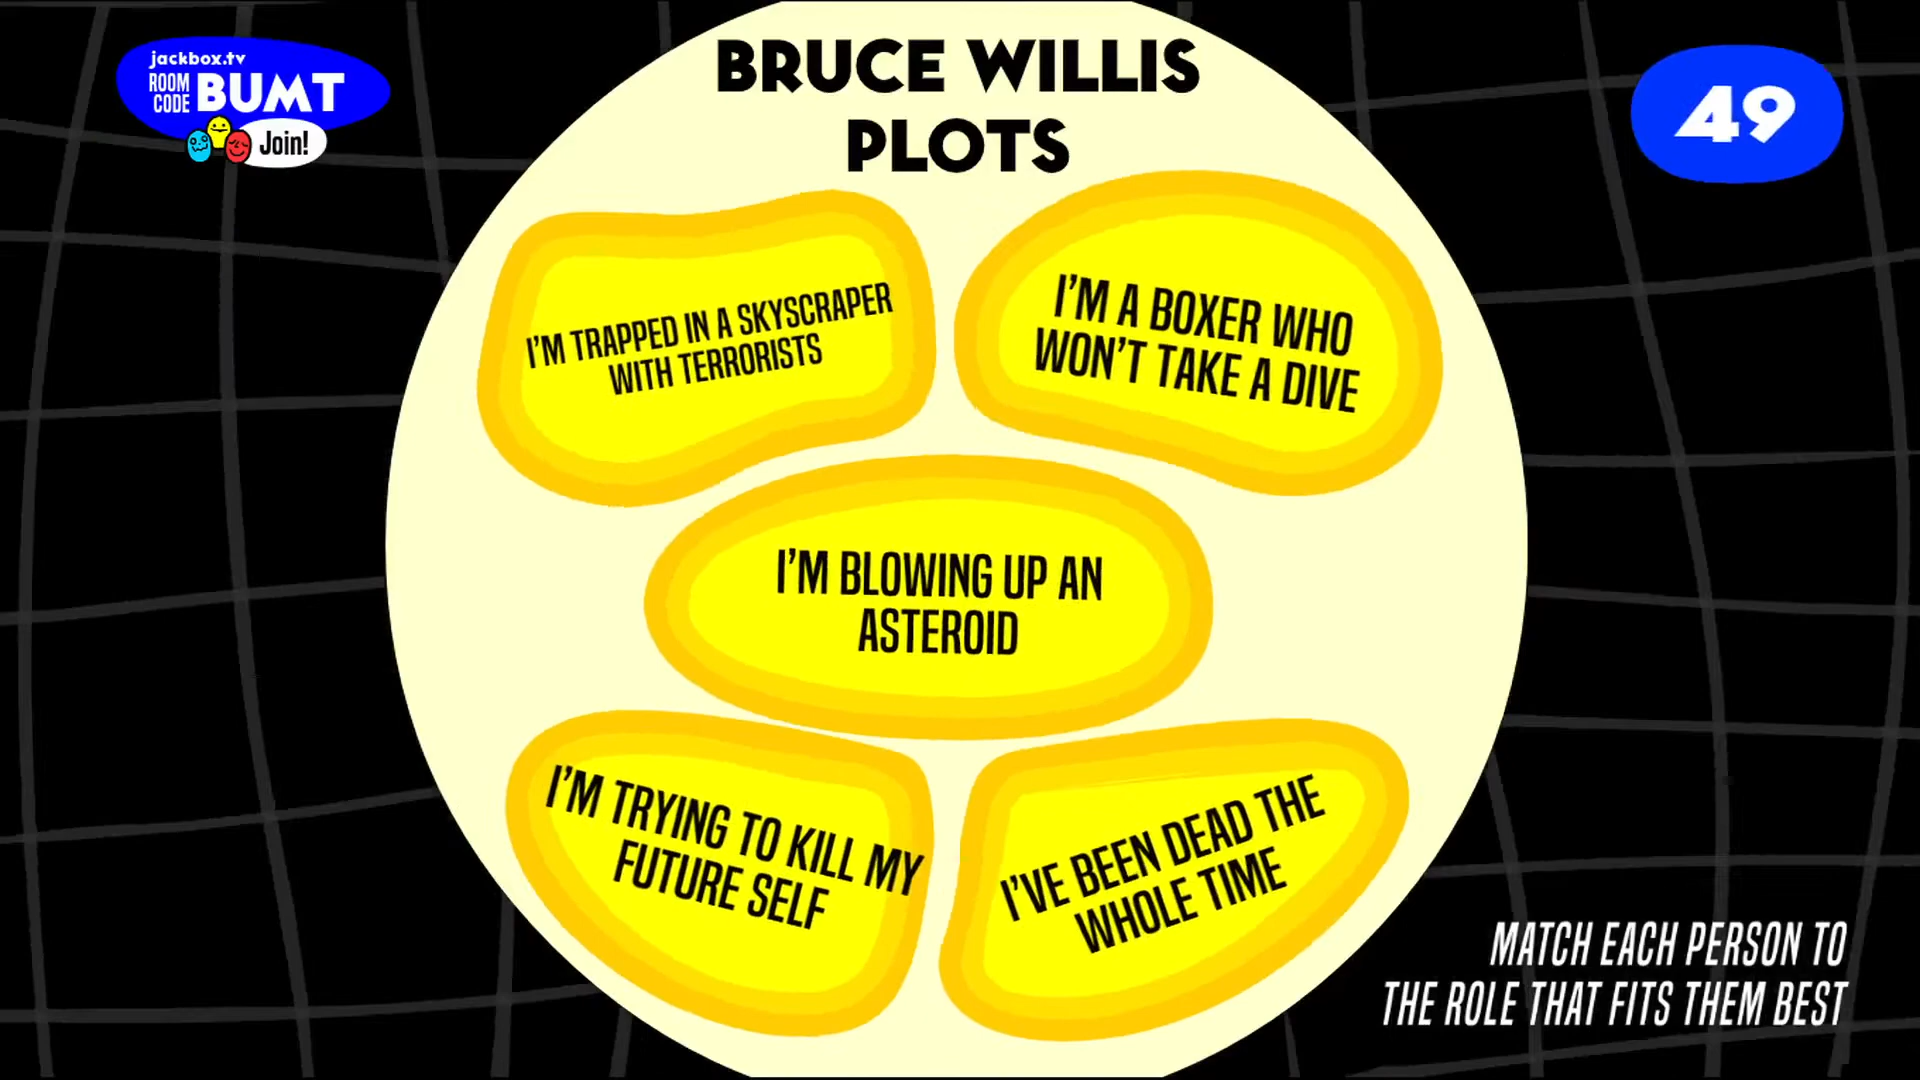 jackbox.tv
ROOM
CODE
BUMT
Join!
BRUCE WILLIS
PLOTS
49
I'M TRAPPED IN A SKYSCRAPER
WITH TERRORISTS
I'M A BOXER WHO
WON'T TAKE A DIVE
I'M BLOWING UP AN
ASTEROID
I'M TRYING TO KILL MY
FUTURE SELF
I'VE BEEN DEAD THE
WHOLE TIME
MATCH EACH PERSON TO
THE ROLE THAT FITS THEM BEST